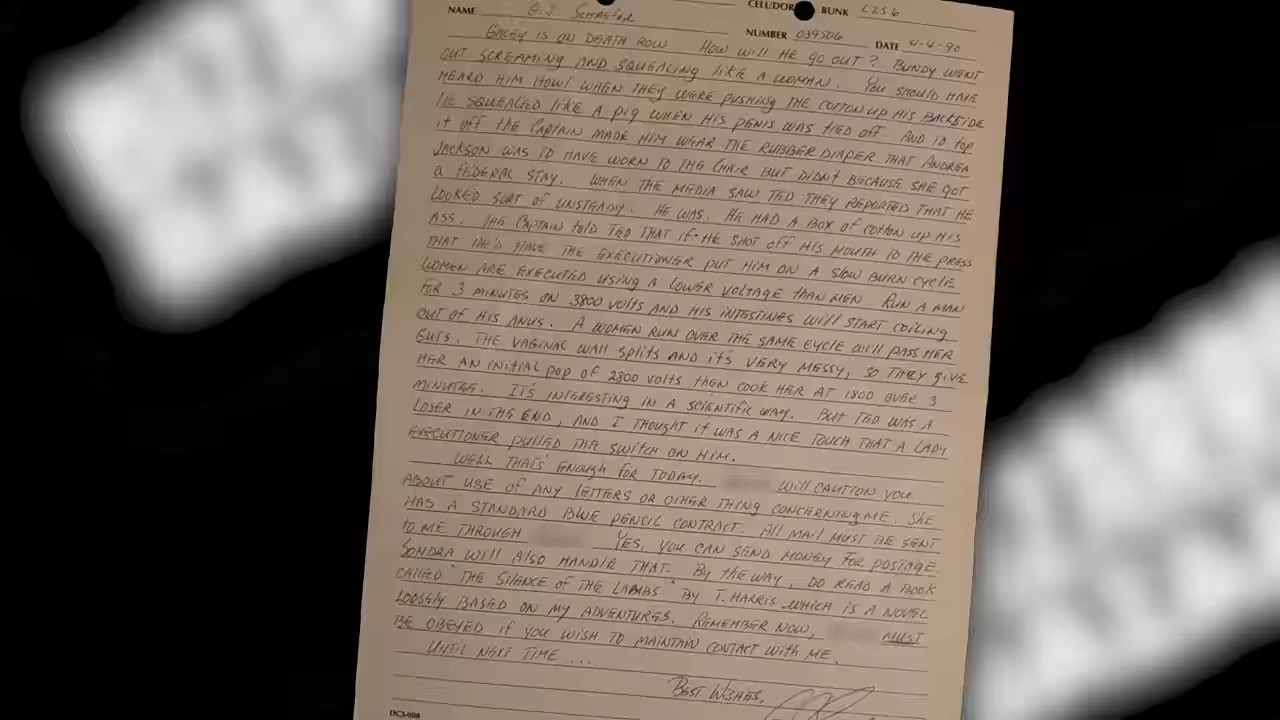 CELL/DOR BUNK L2S6
NAME G.J. SCHAEFER
NUMBER 039506 DATE 4-4-90
IS ON DEATH ROW. HOW WILL HE GO OUT? BUNDY WENT
OUT SCREAMING AND SQUEALING LIKE A WOMAN. YOU SHOULD HAVE
HEARD HIM HOWL WHEN THEY WERE PUSHING THE COTTON UP HIS BACKSIDE
HE SQUEALED LIKE A PIG WHEN HIS PENIS WAS TIED OFF. AND TO TOP
IT OFF THE CAPTAIN MADE HIM WEAR THE RUBBER DIAPER THAT ANDREA
JACKSON WAS TO HAVE WORN TO THE CHAIR BUT DIDN'T BECAUSE SHE GOT
A FEDERAL STAY. WHEN THE MEDIA SAW TED THEY REPORTED THAT HE
LOOKED SORT OF UNSTEADY. HE WAS. HE HAD A BOX OF COTTON UP HIS
ASS. THE CAPTAIN TOLD TED THAT IF HE SHOT OFF HIS MOUTH TO THE PRESS
THAT HE'D HAVE THE EXECUTIONER PUT HIM ON A SLOW BURN CYCLE
WOMEN ARE EXECUTED USING A LOWER VOLTAGE THAN MEN RUN A MAN
FOR 3 MINUTES ON 3800 VOLTS AND HIS INTESTINES WILL START COILING
OUT OF HIS ANUS. A WOMEN RUN OVER THE SAME CYCLE WILL PASS HER
GUTS. THE VAGINAL WALL SPLITS AND IT'S VERY MESSY, SO THEY GIVE
HER AN INITIAL POP OF 2800 VOLTS THEN COOK HER AT 1800 OVER 3
MINUTES. IT'S INTERESTING IN A SCIENTIFIC WAY. BUT TED WAS A
LOSER IN THE END, AND I THOUGHT IT WAS A NICE TOUCH THAT A LADY
EXECUTIONER PULLED THE SWITCH ON HIM.
WELL THAT'S ENOUGH FOR TODAY. WILL CAUTION YOU
ABOUT USE OF ANY LETTERS OR OTHER THING CONCERNING ME. SHE
HAS A STANDARD BLUE PENCIL CONTRACT. ALL MAIL MUST BE SENT
TO ME THROUGH YES, YOU CAN SEND MONEY FOR POSTAGE
SONDRA WILL ALSO HANDLE THAT. BY THE WAY, DO READ A BOOK
CALLED "THE SILENCE OF THE LAMBS" BY T. HARRIS WHICH IS A NOVEL
LOOSELY BASED ON MY ADVENTURES. REMEMBER NOW, MUST
BE OBEYED IF YOU WISH TO MAINTAIN CONTACT WITH ME.
UNTIL NEXT TIME ...
BEST WISHES,
DC3-008